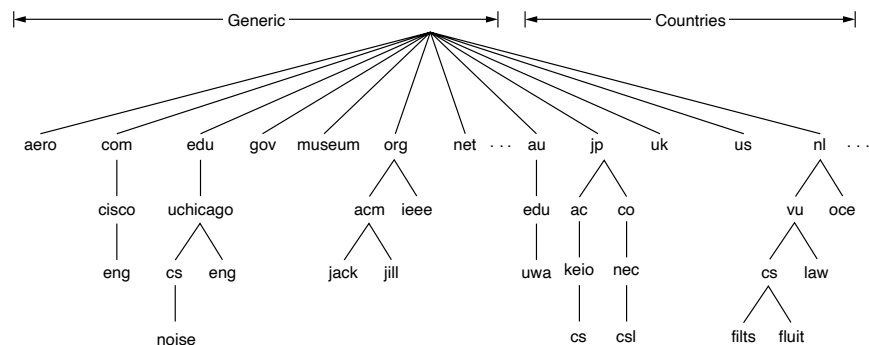 Generic Countries
aero com edu gov museum org net . . . au jp uk us nl . . .
cisco uchicago acm ieee edu ac co vu oce
eng cs eng jack jill uwa keio nec cs law
noise cs csl filts fluit